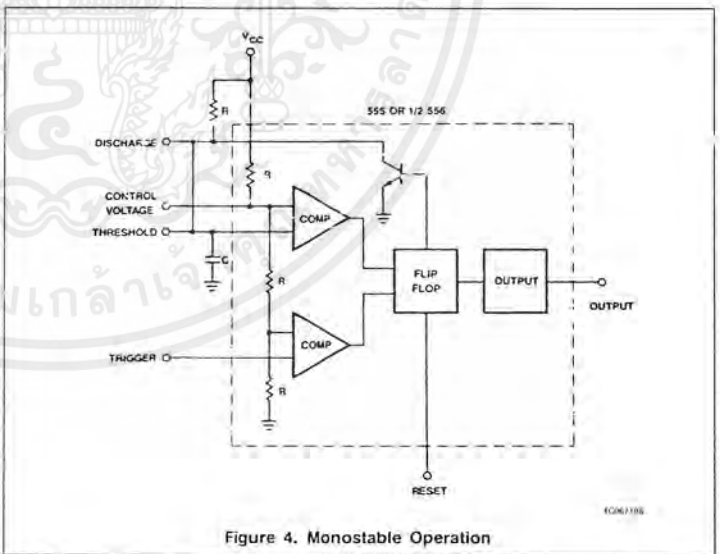 VCC
R
555 OR 1/2 556
DISCHARGE
R
CONTROL
VOLTAGE
COMP
THRESHOLD
C
R
FLIP
FLOP
OUTPUT
OUTPUT
COMP
TRIGGER
R
RESET
Figure 4. Monostable Operation